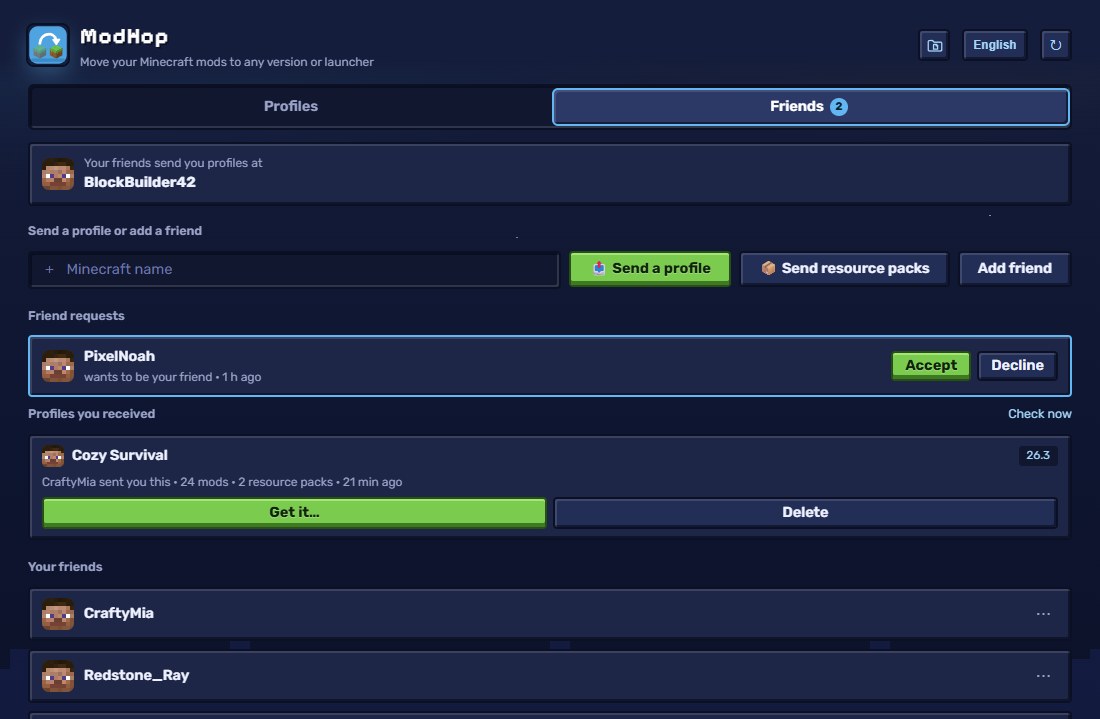 ModHop
Move your Minecraft mods to any version or launcher
English
Profiles
Friends 2
Your friends send you profiles at
BlockBuilder42
Send a profile or add a friend
+ Minecraft name
Send a profile
Send resource packs
Add friend
Friend requests
PixelNoah
wants to be your friend • 1 h ago
Accept
Decline
Profiles you received
Check now
Cozy Survival
26.3
CraftyMia sent you this • 24 mods • 2 resource packs • 21 min ago
Get it...
Delete
Your friends
CraftyMia
...
Redstone_Ray
...